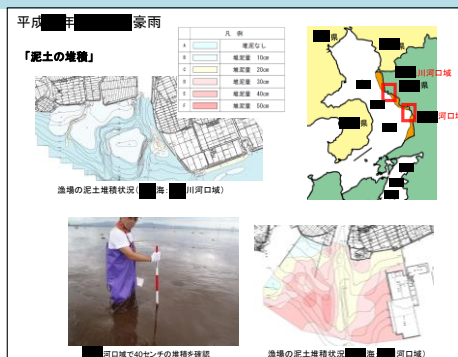 平成 年 豪雨
「泥土の堆積」
凡 例
A 堆泥なし
B 堆泥量 10㎝
C 堆泥量 20㎝
D 堆泥量 30㎝
E 堆泥量 40㎝
F 堆泥量 50㎝
県
県
川河口域
県
県
河口域
漁場の泥土堆積状況( 海: 川河口域)
河口域で40センチの堆積を確認
漁場の泥土堆積状況 海: 河口域)